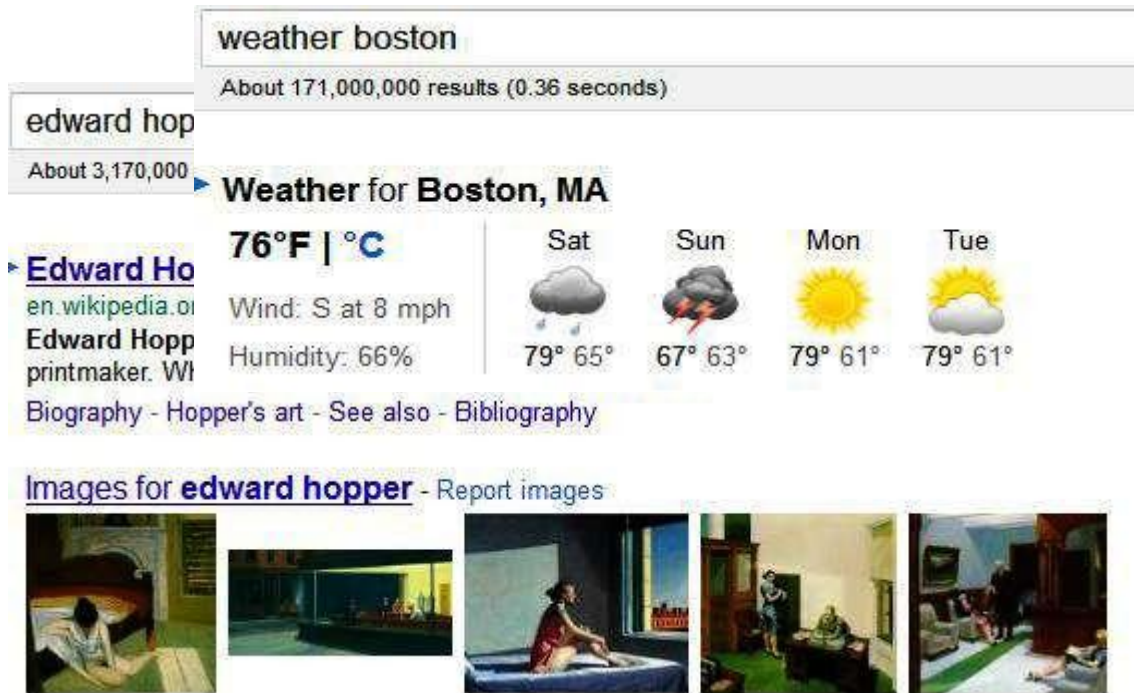 weather boston
About 171,000,000 results (0.36 seconds)
edward hop
About 3,170,000
Weather for Boston, MA
76°F | °C
Wind: S at 8 mph
Humidity: 66%
Sat Sun Mon Tue
79° 65° 67° 63° 79° 61° 79° 61°
Edward Ho
en.wikipedia.or
Edward Hopp
printmaker. Wh
Biography - Hopper's art - See also - Bibliography
Images for edward hopper - Report images